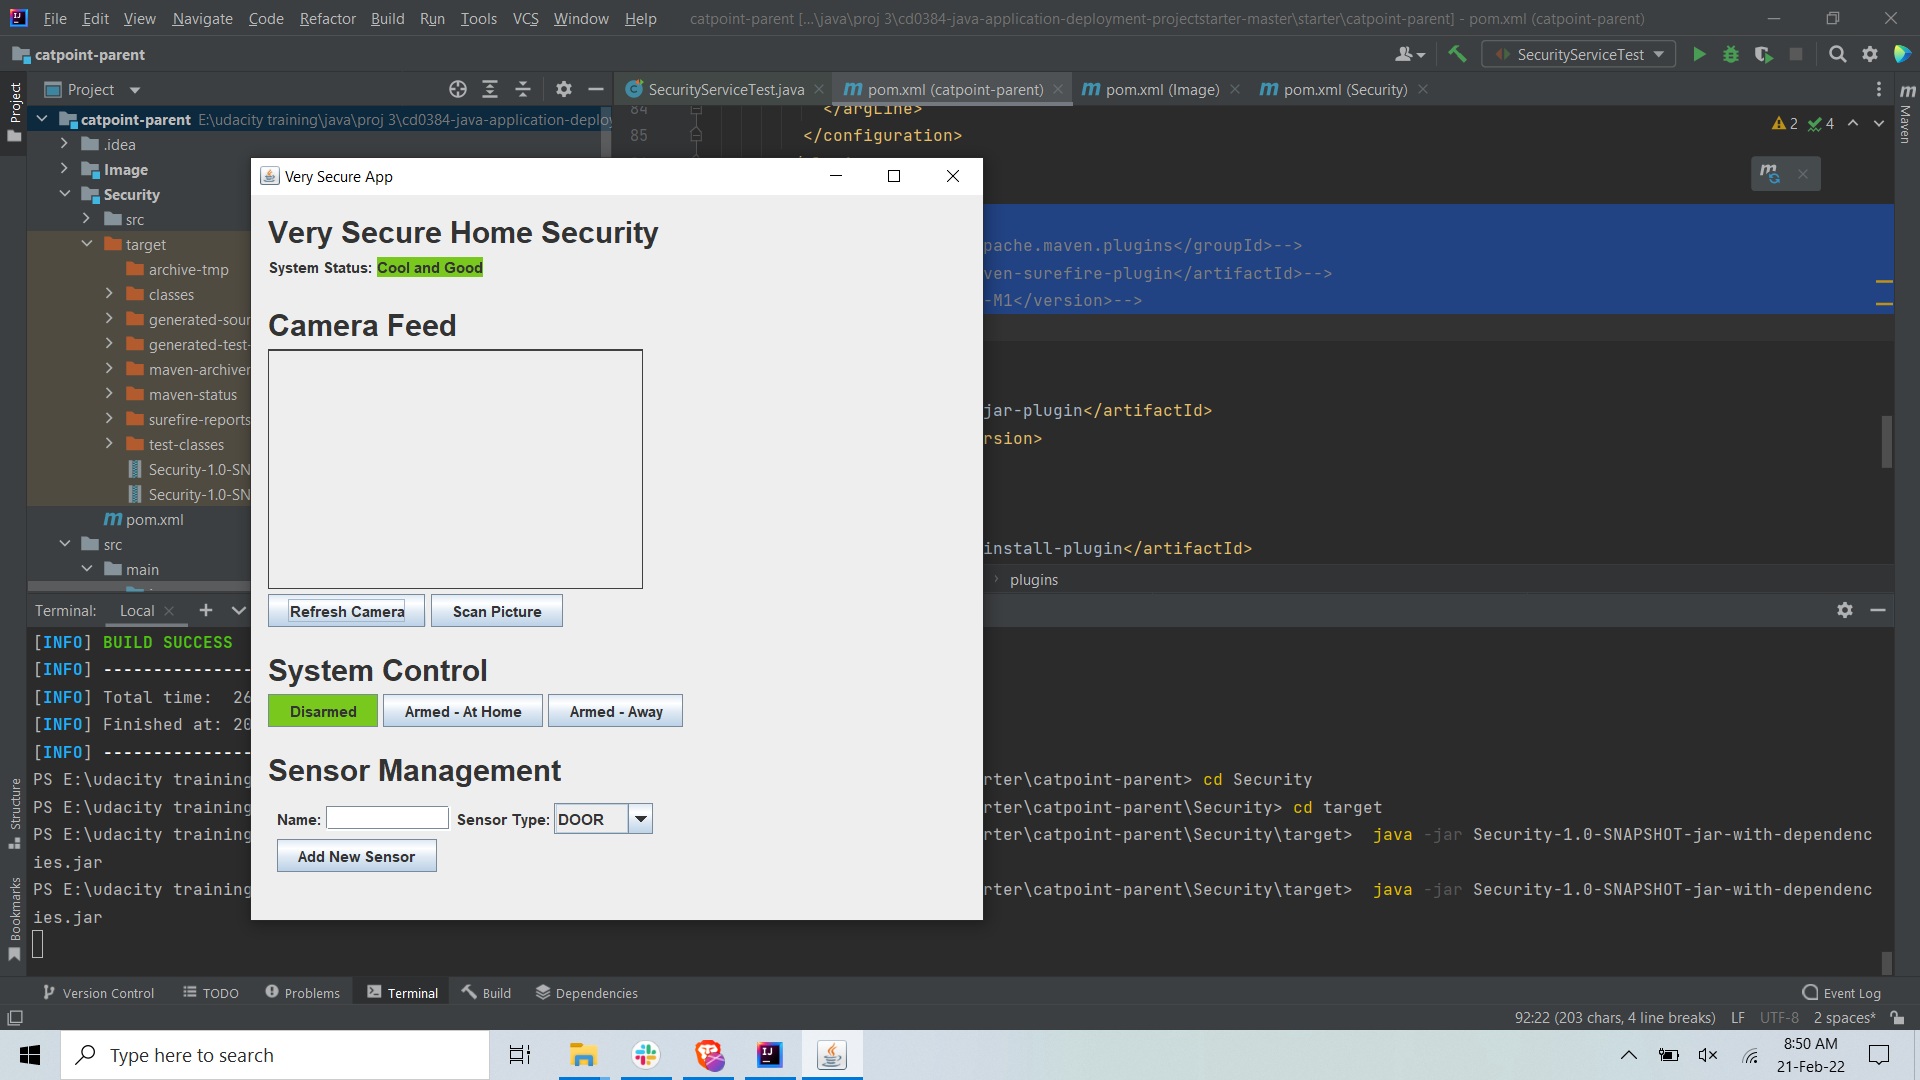 File Edit View Navigate Code Refactor Build Run Tools VCS Window Help catpoint-parent [...\java\proj 3\cd0384-java-application-deployment-projectstarter-master\starter\catpoint-parent] - pom.xml (catpoint-parent)
catpoint-parent
SecurityServiceTest
Project
SecurityServiceTest.java
pom.xml (catpoint-parent)
pom.xml (Image)
pom.xml (Security)
catpoint-parent E:\udacity training\java\proj 3\cd0384-java-application-deplo
.idea
Image
Security
src
target
archive-tmp
classes
generated-sour
generated-test-
maven-archiver
maven-status
surefire-reports
test-classes
Security-1.0-SN
Security-1.0-SN
pom.xml
src
main
Project
Structure
Bookmarks
Maven
84 </argLine>
85 </configuration>
2 4
pache.maven.plugins</groupId>-->
ven-surefire-plugin</artifactId>-->
-M1</version>-->
jar-plugin</artifactId>
rsion>
install-plugin</artifactId>
plugins
Very Secure App
Very Secure Home Security
System Status: Cool and Good
Camera Feed
Refresh Camera
Scan Picture
System Control
Disarmed
Armed - At Home
Armed - Away
Sensor Management
Name:
Sensor Type: DOOR
Add New Sensor
Terminal: Local
[INFO] BUILD SUCCESS
[INFO] ---------------
[INFO] Total time: 26
[INFO] Finished at: 20
[INFO] ---------------
PS E:\udacity training rter\catpoint-parent> cd Security
PS E:\udacity training rter\catpoint-parent\Security> cd target
PS E:\udacity training rter\catpoint-parent\Security\target> java -jar Security-1.0-SNAPSHOT-jar-with-dependenc
ies.jar
PS E:\udacity training rter\catpoint-parent\Security\target> java -jar Security-1.0-SNAPSHOT-jar-with-dependenc
ies.jar
Version Control
TODO
Problems
Terminal
Build
Dependencies
Event Log
92:22 (203 chars, 4 line breaks) LF UTF-8 2 spaces*
Type here to search
8:50 AM
21-Feb-22